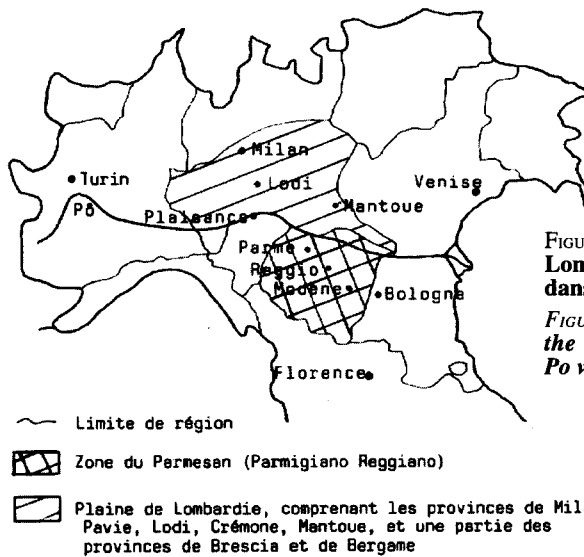 Milan
Turin
Lodi
Venise
Pô
Plaisance
Mantoue
Parme
Reggio
Modène
Bologna
Florence
FIGU
Lom
dans
FIGU
the
Po v
Limite de région
Zone du Parmesan (Parmigiano Reggiano)
Plaine de Lombardie, comprenant les provinces de Mil
Pavie, Lodi, Crémone, Mantoue, et une partie des
provinces de Brescia et de Bergame